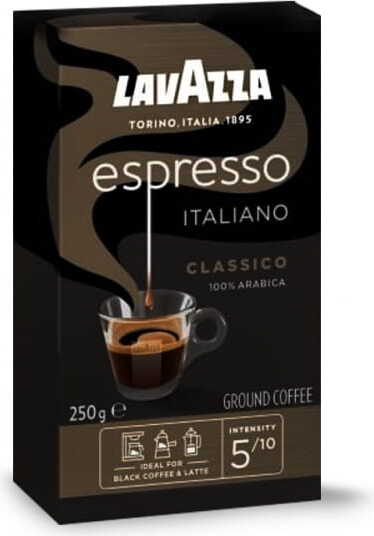 LAVAZZA
TORINO, ITALIA, 1895
espresso
ITALIANO
CLASSICO
100% ARABICA
250g ℮
GROUND COFFEE
IDEAL FOR
BLACK COFFEE & LATTE
INTENSITY
5/10